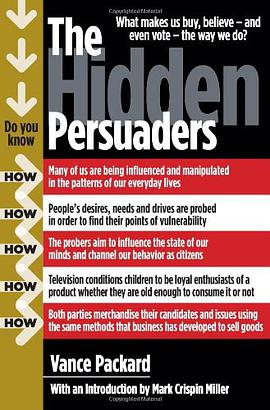 Copyrighted Material
What makes us buy, believe – and
even vote – the way we do?
The
Hidden
Persuaders
Do you
know
HOW
Many of us are being influenced and manipulated
in the patterns of our everyday lives
HOW
People's desires, needs and drives are probed
in order to find their points of vulnerability
HOW
The probers aim to influence the state of our
minds and channel our behavior as citizens
HOW
Television conditions children to be loyal enthusiasts of a
product whether they are old enough to consume it or not
HOW
Both parties merchandise their candidates and issues using
the same methods that business has developed to sell goods
Vance Packard
With an Introduction by Mark Crispin Miller
Copyrighted Material